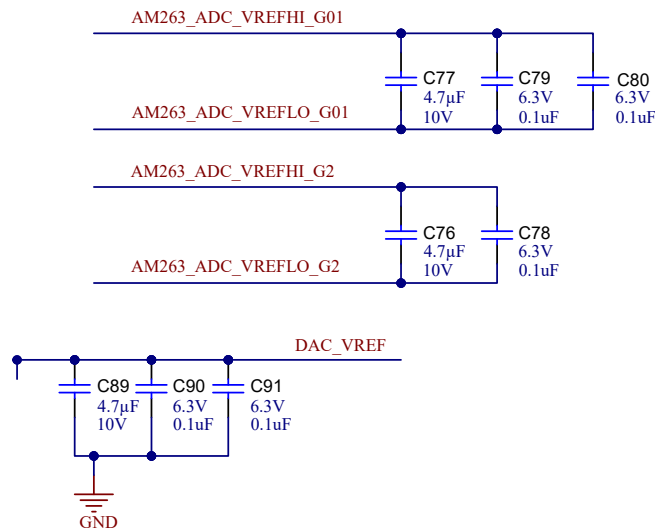 AM263_ADC_VREFHI_G01
C77
4.7µF
10V
C79
6.3V
0.1uF
C80
6.3V
0.1uF
AM263_ADC_VREFLO_G01
AM263_ADC_VREFHI_G2
C76
4.7µF
10V
C78
6.3V
0.1uF
AM263_ADC_VREFLO_G2
DAC_VREF
C89
4.7µF
10V
C90
6.3V
0.1uF
C91
6.3V
0.1uF
GND